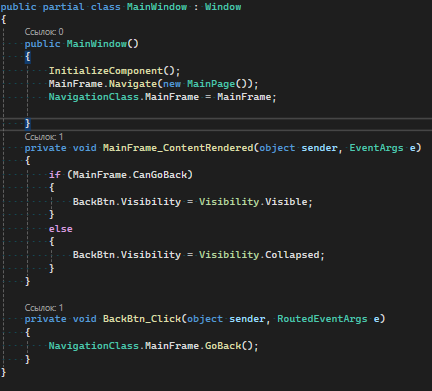 public partial class MainWindow : Window
{
Ссылок: 0
public MainWindow()
{
InitializeComponent();
MainFrame.Navigate(new MainPage());
NavigationClass.MainFrame = MainFrame;
}
Ссылок: 1
private void MainFrame_ContentRendered(object sender, EventArgs e)
{
if (MainFrame.CanGoBack)
{
BackBtn.Visibility = Visibility.Visible;
}
else
{
BackBtn.Visibility = Visibility.Collapsed;
}
}
Ссылок: 1
private void BackBtn_Click(object sender, RoutedEventArgs e)
{
NavigationClass.MainFrame.GoBack();
}
}